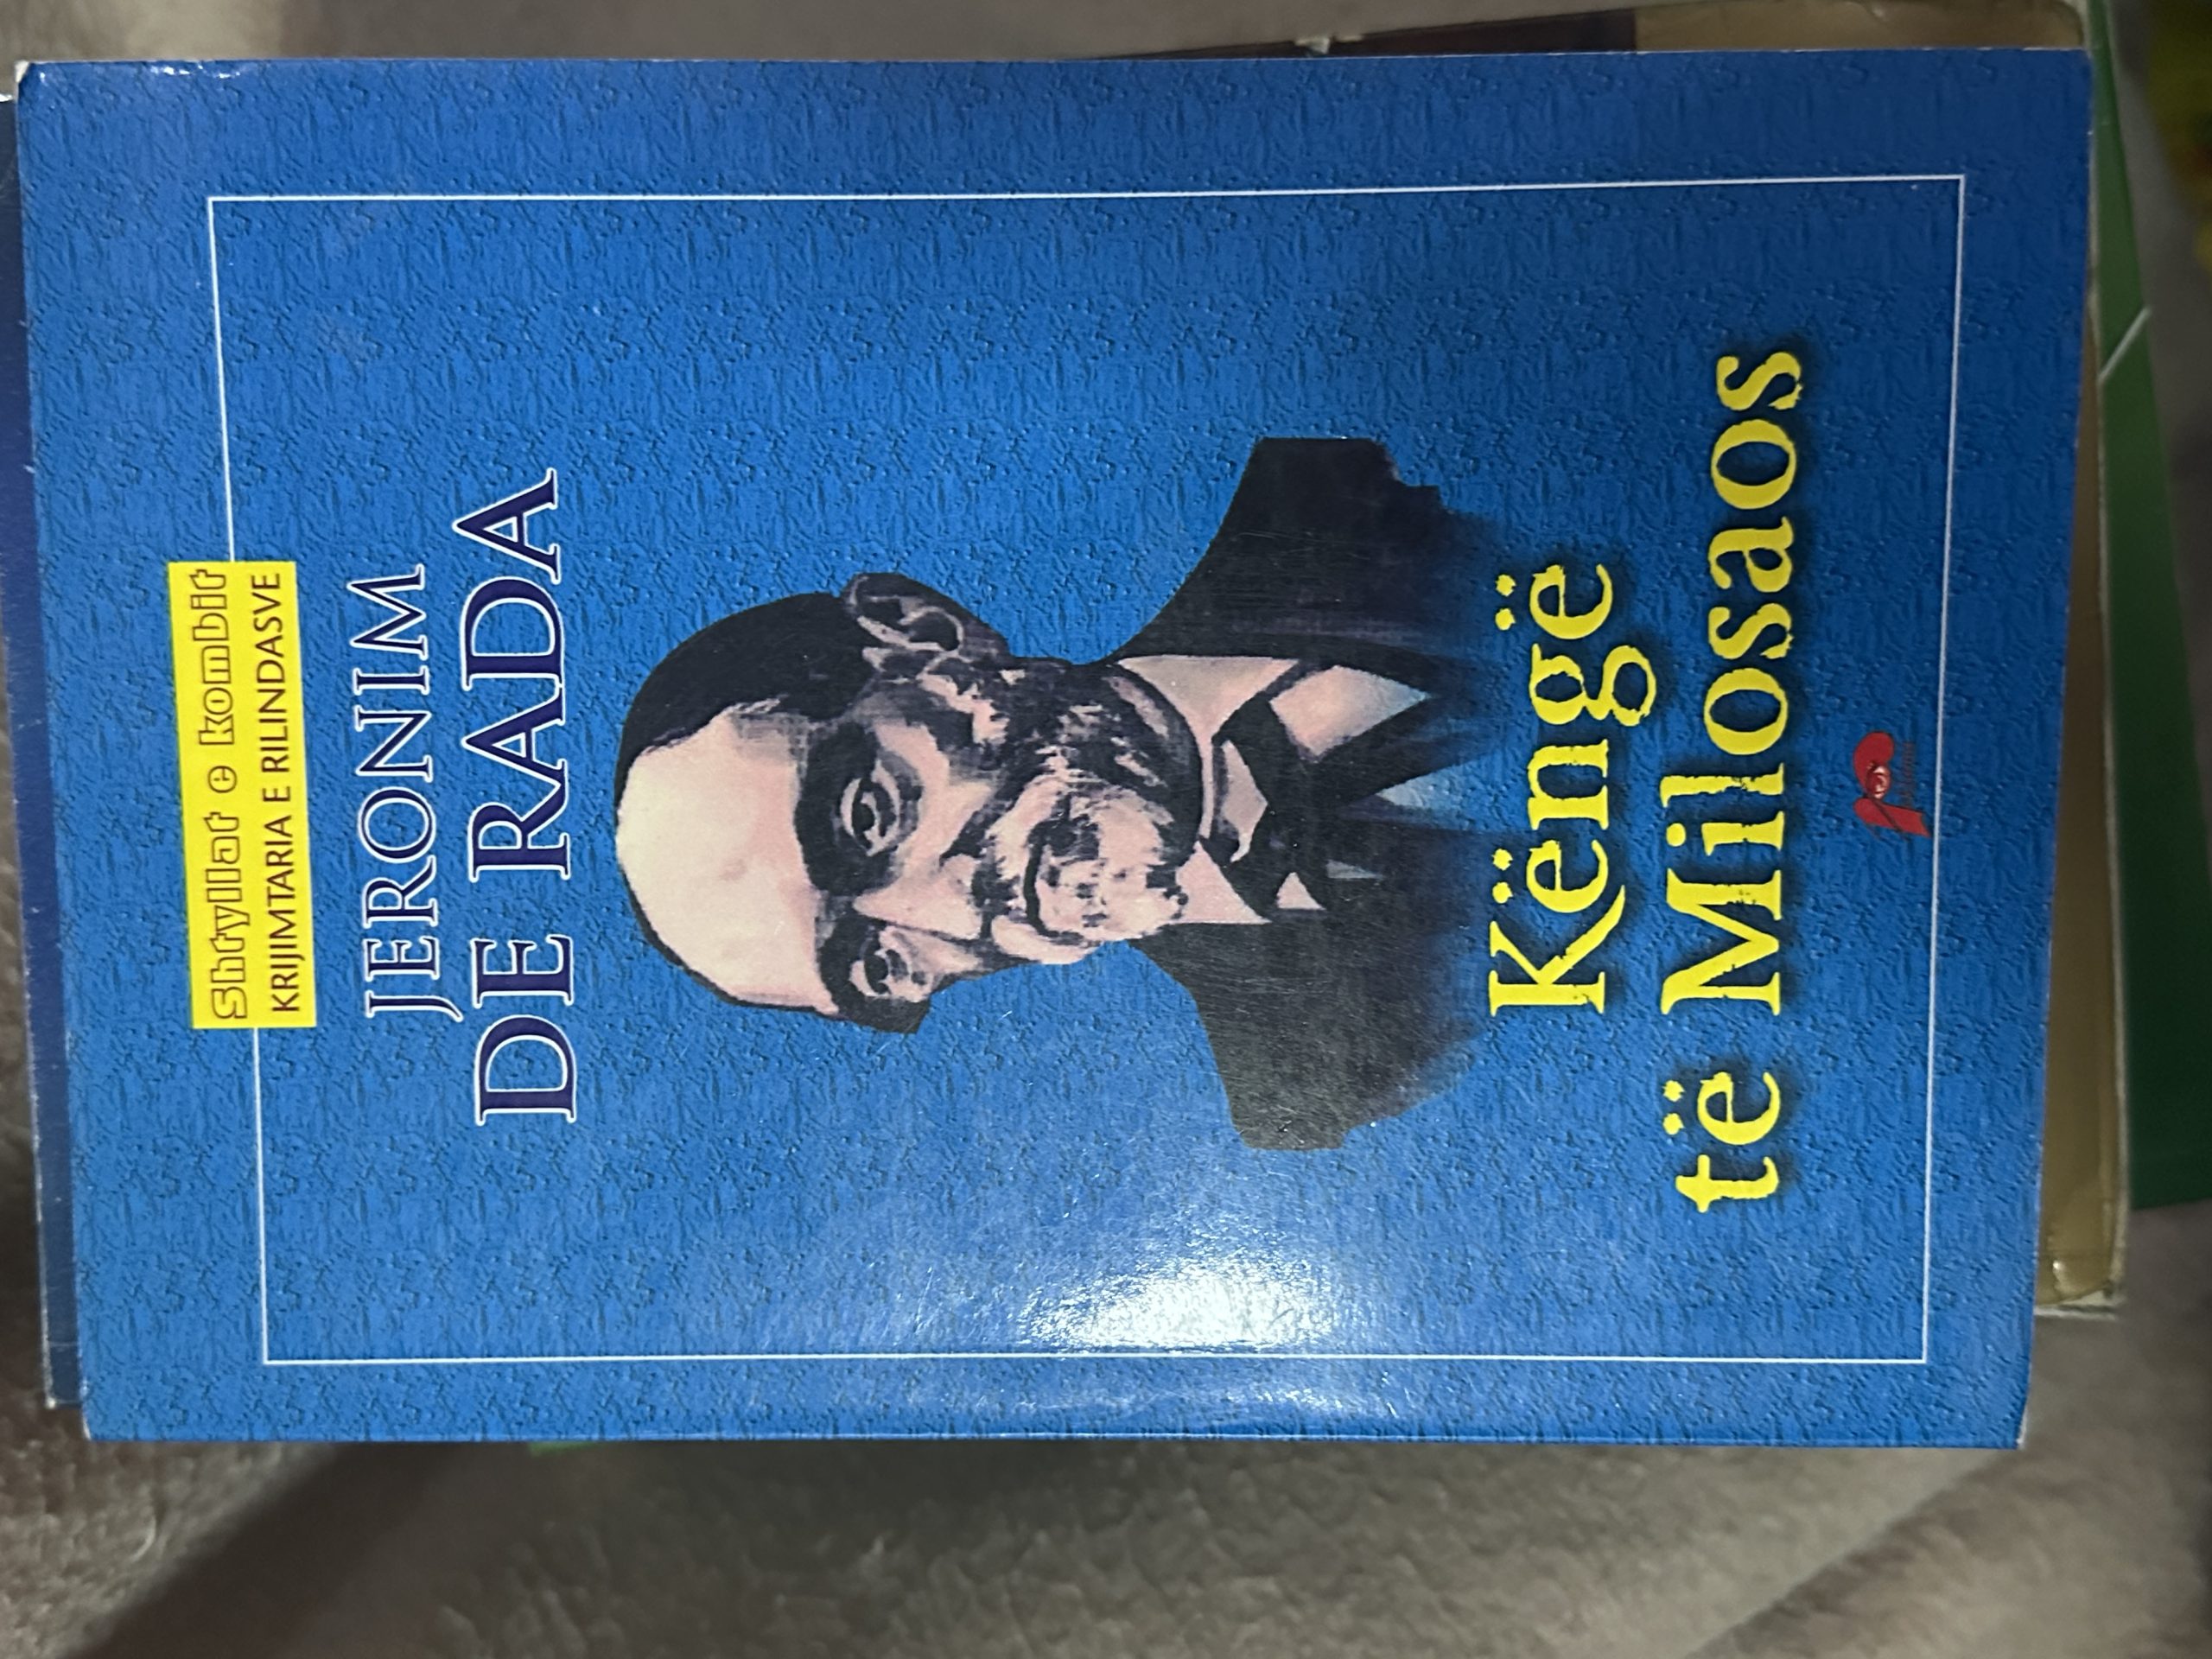 Shtyllat e kombit
KRIJIMTARIA E RILINDASVE
JERONIM
DE RADA
Këngë
të Milosaos